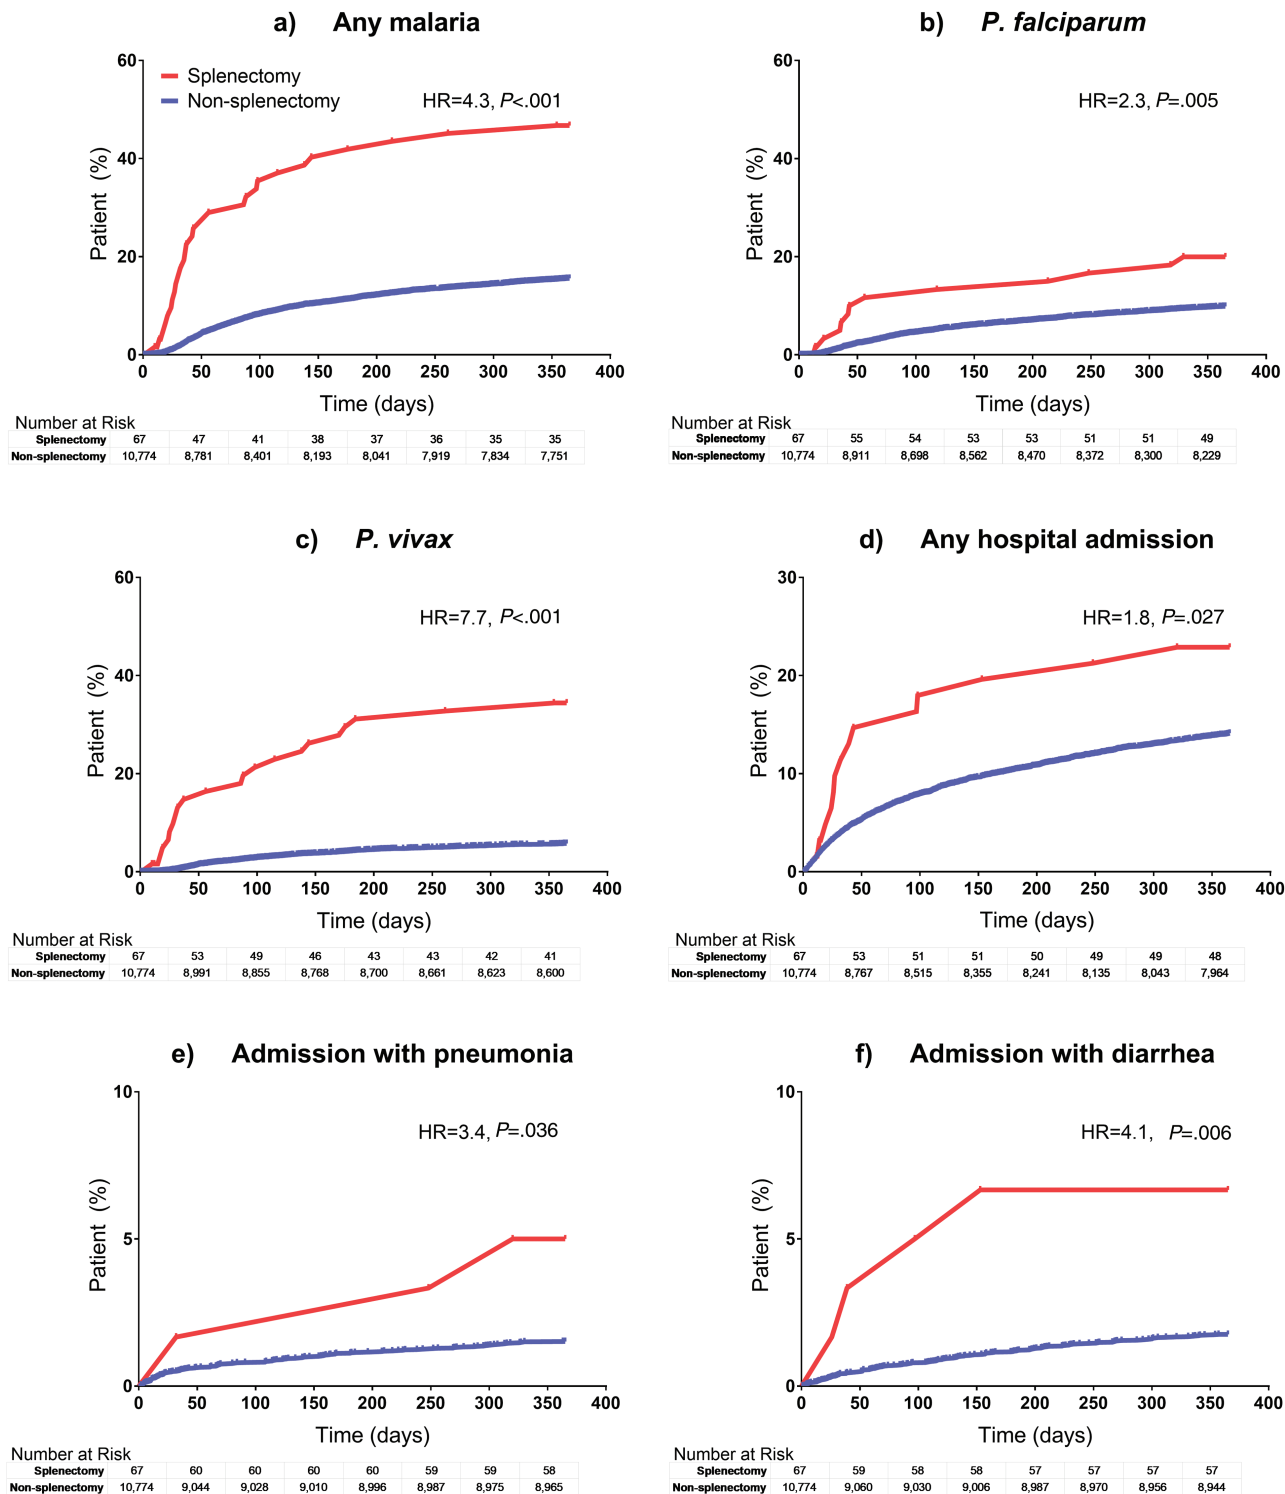 a) Any malaria
60
40
20
0
Patient (%)
Splenectomy
Non-splenectomy
HR=4.3, P<.001
0 50 100 150 200 250 300 350 400
Time (days)
Number at Risk
Splenectomy 67 47 41 38 37 36 35 35
Non-splenectomy 10,774 8,781 8,401 8,193 8,041 7,919 7,834 7,751
b) P. falciparum
60
40
20
0
Patient (%)
HR=2.3, P=.005
0 50 100 150 200 250 300 350 400
Time (days)
Number at Risk
Splenectomy 67 55 54 53 53 51 51 49
Non-splenectomy 10,774 8,911 8,698 8,562 8,470 8,372 8,300 8,229
c) P. vivax
60
40
20
0
Patient (%)
HR=7.7, P<.001
0 50 100 150 200 250 300 350 400
Time (days)
Number at Risk
Splenectomy 67 53 49 46 43 43 42 41
Non-splenectomy 10,774 8,991 8,855 8,768 8,700 8,661 8,623 8,600
d) Any hospital admission
30
20
10
0
Patient (%)
HR=1.8, P=.027
0 50 100 150 200 250 300 350 400
Time (days)
Number at Risk
Splenectomy 67 53 51 51 50 49 49 48
Non-splenectomy 10,774 8,767 8,515 8,355 8,241 8,135 8,043 7,964
e) Admission with pneumonia
10
5
0
Patient (%)
HR=3.4, P=.036
0 50 100 150 200 250 300 350 400
Time (days)
Number at Risk
Splenectomy 67 60 60 60 60 59 59 58
Non-splenectomy 10,774 9,044 9,028 9,010 8,996 8,987 8,975 8,965
f) Admission with diarrhea
10
5
0
Patient (%)
HR=4.1, P=.006
0 50 100 150 200 250 300 350 400
Time (days)
Number at Risk
Splenectomy 67 59 58 58 57 57 57 57
Non-splenectomy 10,774 9,060 9,030 9,006 8,987 8,970 8,956 8,944